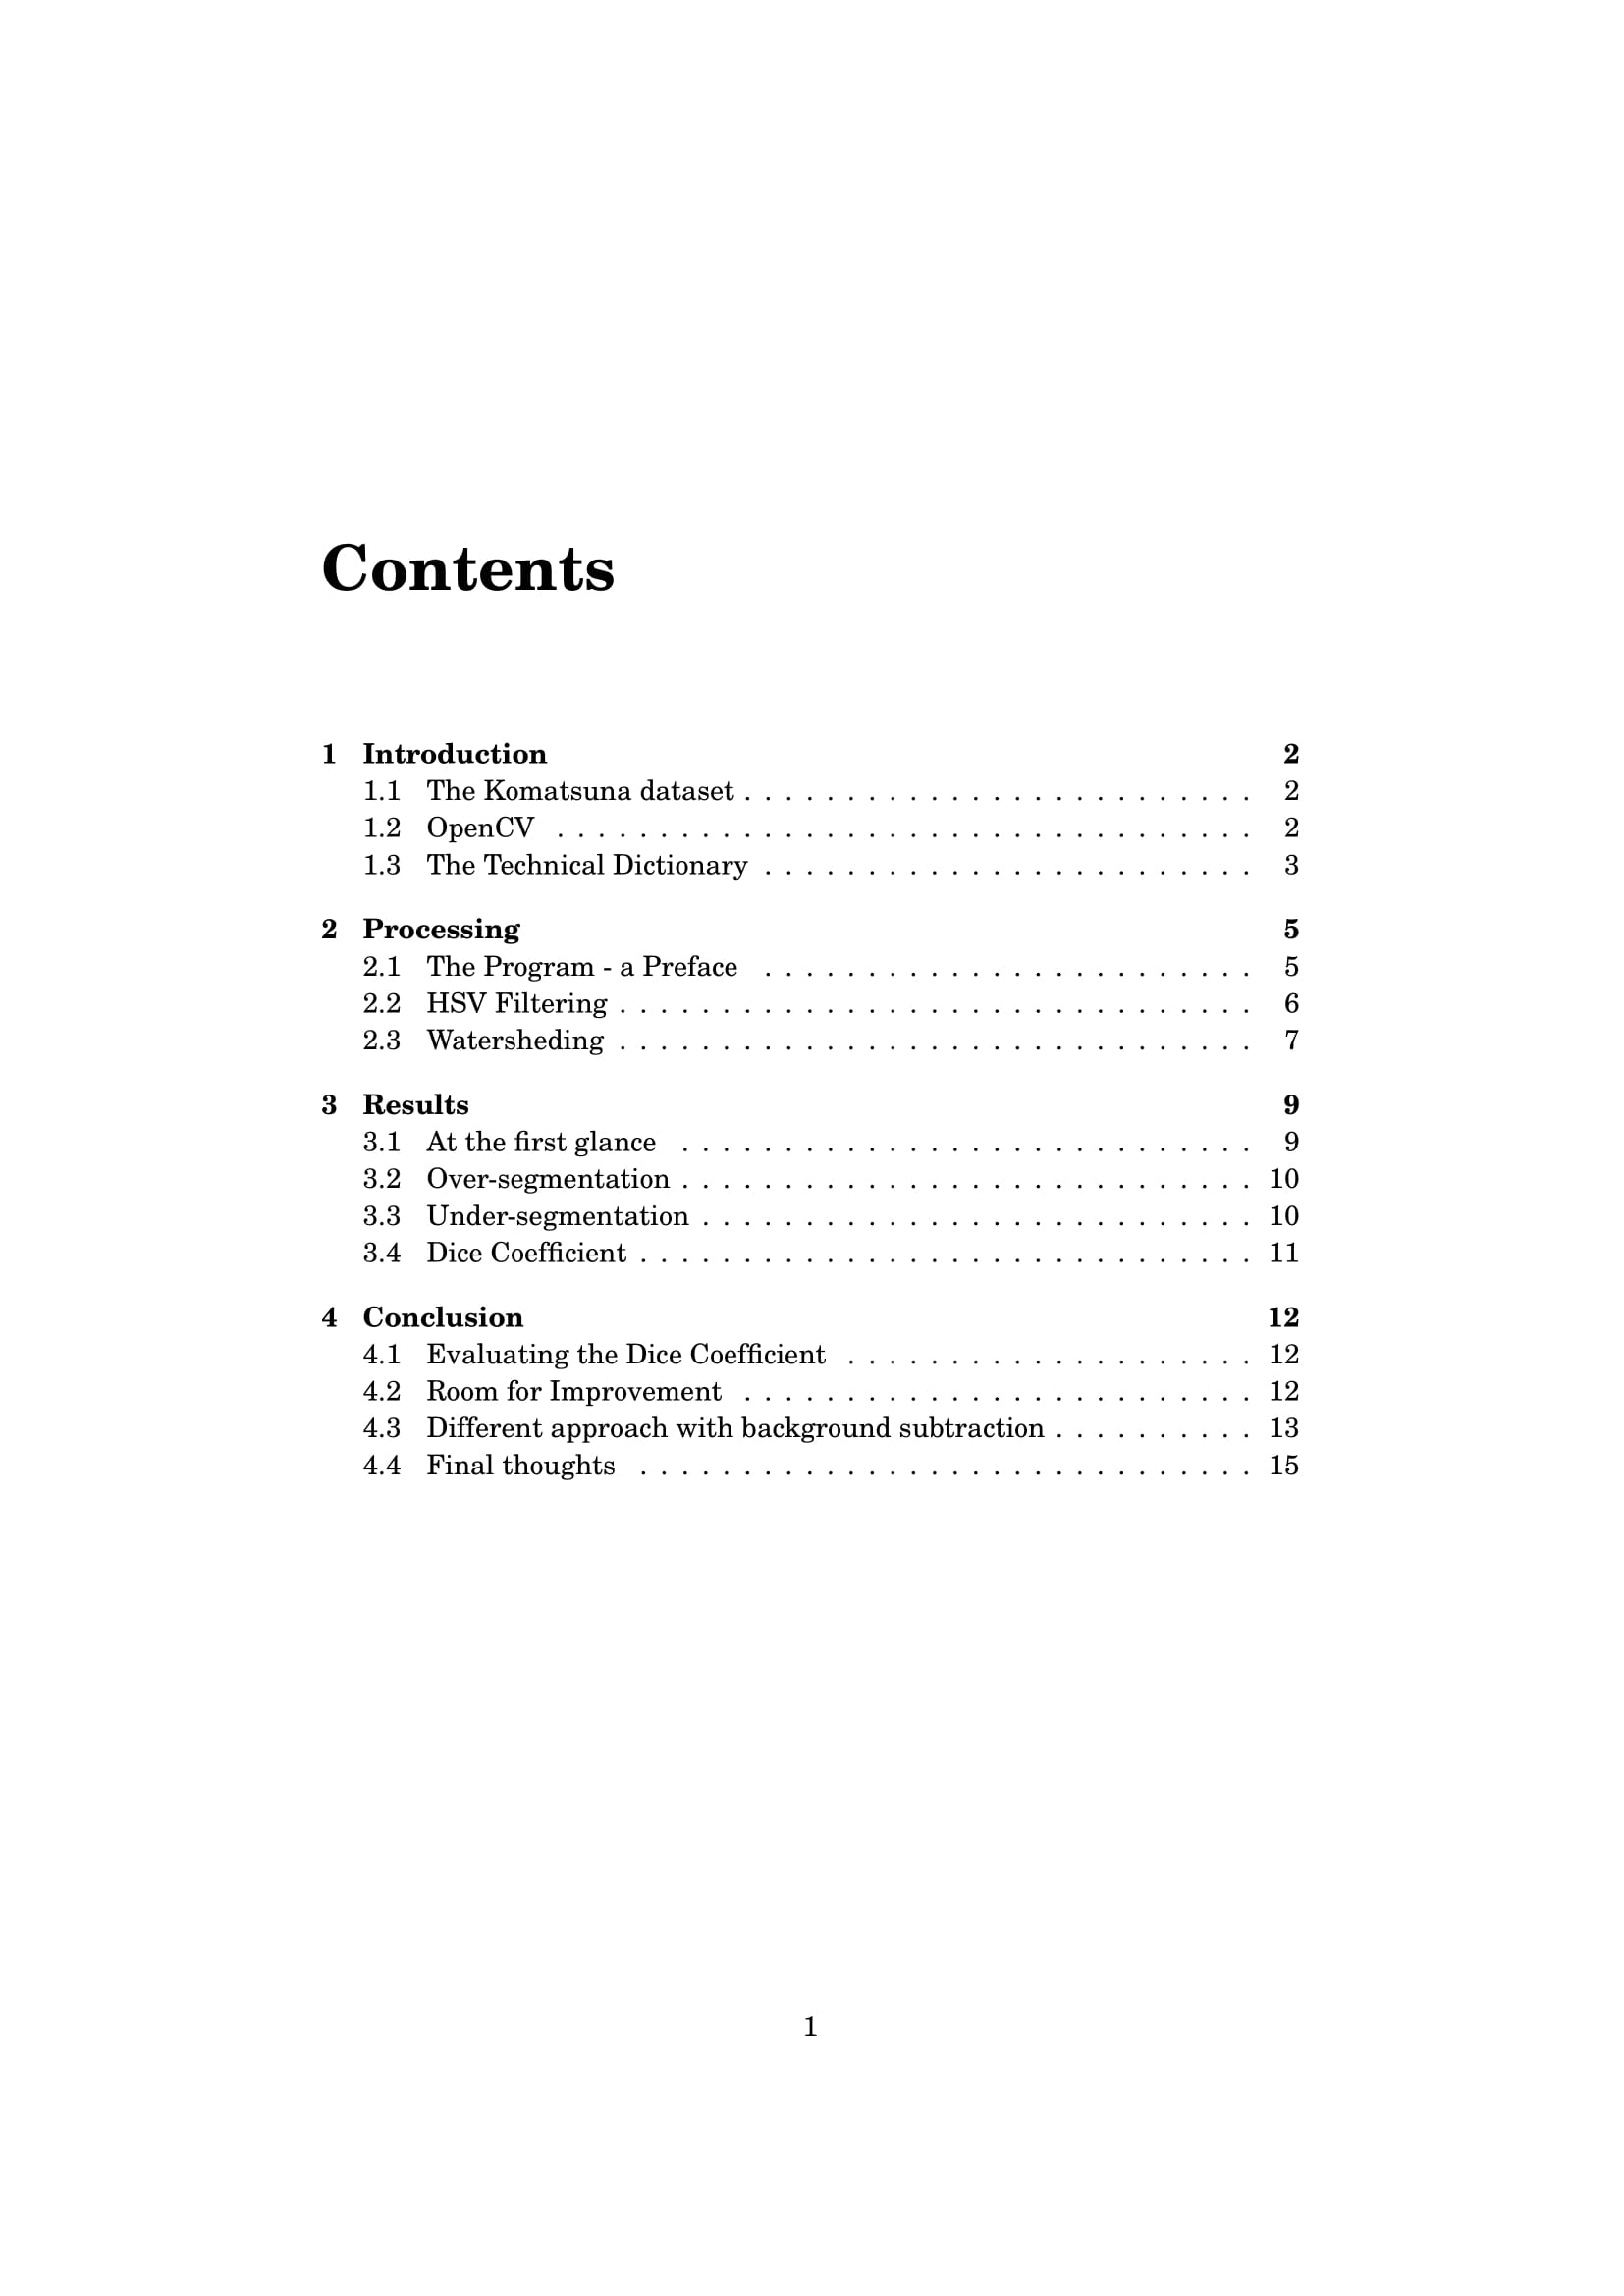 Contents
1 Introduction 2
1.1 The Komatsuna dataset . . . . . . . . . . . . . . . . . . . . . . . . . 2
1.2 OpenCV . . . . . . . . . . . . . . . . . . . . . . . . . . . . . . . . . . 2
1.3 The Technical Dictionary . . . . . . . . . . . . . . . . . . . . . . . . 3
2 Processing 5
2.1 The Program - a Preface . . . . . . . . . . . . . . . . . . . . . . . . 5
2.2 HSV Filtering . . . . . . . . . . . . . . . . . . . . . . . . . . . . . . . 6
2.3 Watersheding . . . . . . . . . . . . . . . . . . . . . . . . . . . . . . . 7
3 Results 9
3.1 At the first glance . . . . . . . . . . . . . . . . . . . . . . . . . . . . 9
3.2 Over-segmentation . . . . . . . . . . . . . . . . . . . . . . . . . . . . 10
3.3 Under-segmentation . . . . . . . . . . . . . . . . . . . . . . . . . . . 10
3.4 Dice Coefficient . . . . . . . . . . . . . . . . . . . . . . . . . . . . . . 11
4 Conclusion 12
4.1 Evaluating the Dice Coefficient . . . . . . . . . . . . . . . . . . . . 12
4.2 Room for Improvement . . . . . . . . . . . . . . . . . . . . . . . . . 12
4.3 Different approach with background subtraction . . . . . . . . . . 13
4.4 Final thoughts . . . . . . . . . . . . . . . . . . . . . . . . . . . . . . 15
1